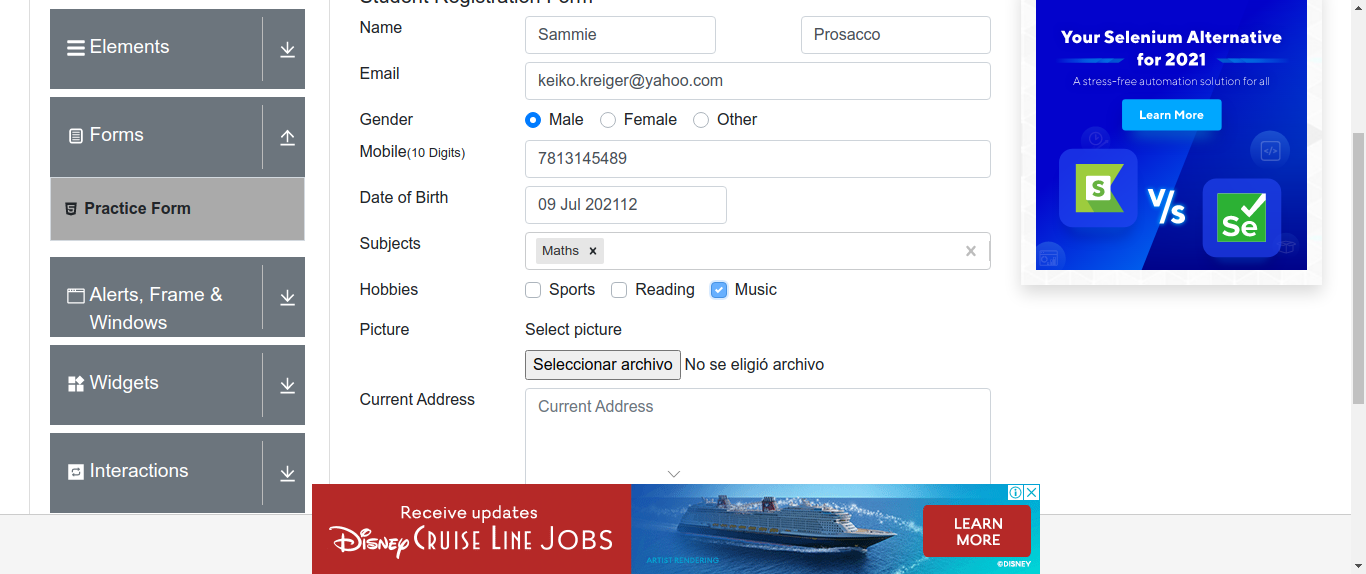 Elements
Forms
Practice Form
Alerts, Frame &
Windows
Widgets
Interactions
Student Registration Form
Name
Sammie
Prosacco
Email
keiko.kreiger@yahoo.com
Gender
Male
Female
Other
Mobile(10 Digits)
7813145489
Date of Birth
09 Jul 202112
Subjects
Maths
Hobbies
Sports
Reading
Music
Picture
Select picture
Seleccionar archivo
No se eligió archivo
Current Address
Current Address
Your Selenium Alternative
for 2021
A stress-free automation solution for all
Learn More
S
V/s
Se
Receive updates
Disney Cruise Line Jobs
ARTIST RENDERING
LEARN
MORE
©DISNEY